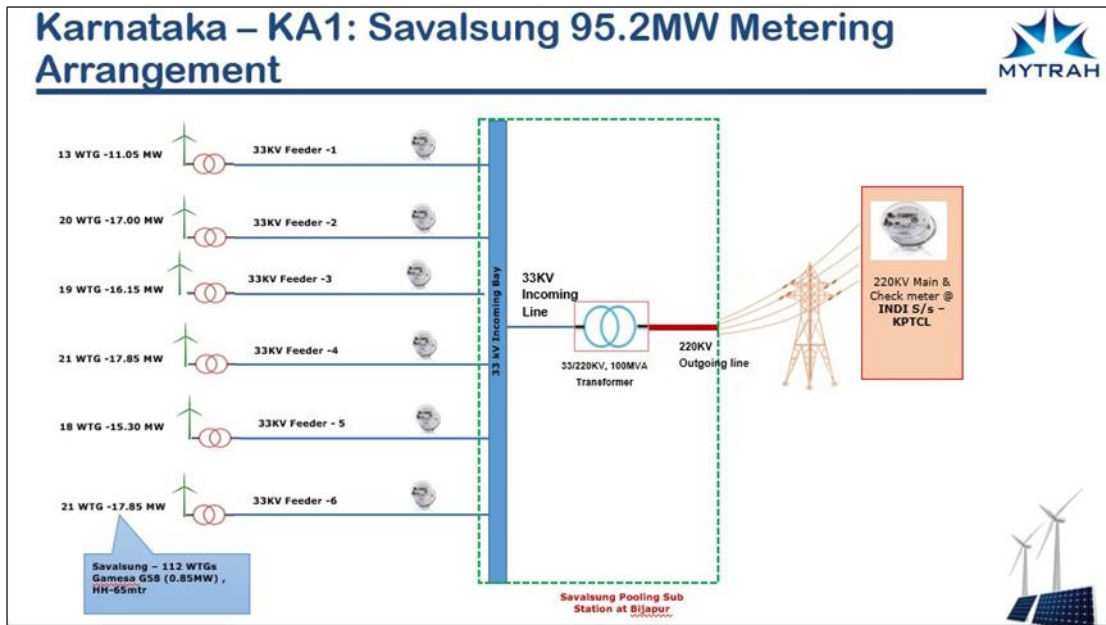 Karnataka – KA1: Savalsung 95.2MW Metering
Arrangement
MYTRAH
13 WTG -11.05 MW
33KV Feeder -1
20 WTG -17.00 MW
33KV Feeder -2
19 WTG -16.15 MW
33KV Feeder -3
21 WTG -17.85 MW
33KV Feeder -4
18 WTG -15.30 MW
33KV Feeder - 5
21 WTG -17.85 MW
33KV Feeder -6
Savalsung – 112 WTGs
Gamesa G58 (0.85MW) ,
HH-65mtr
33 kV Incoming Bay
33KV
Incoming
Line
33/220KV, 100MVA
Transformer
220KV
Outgoing line
220KV Main &
Check meter @
INDI S/s –
KPTCL
Savalsung Pooling Sub
Station at Bijapur